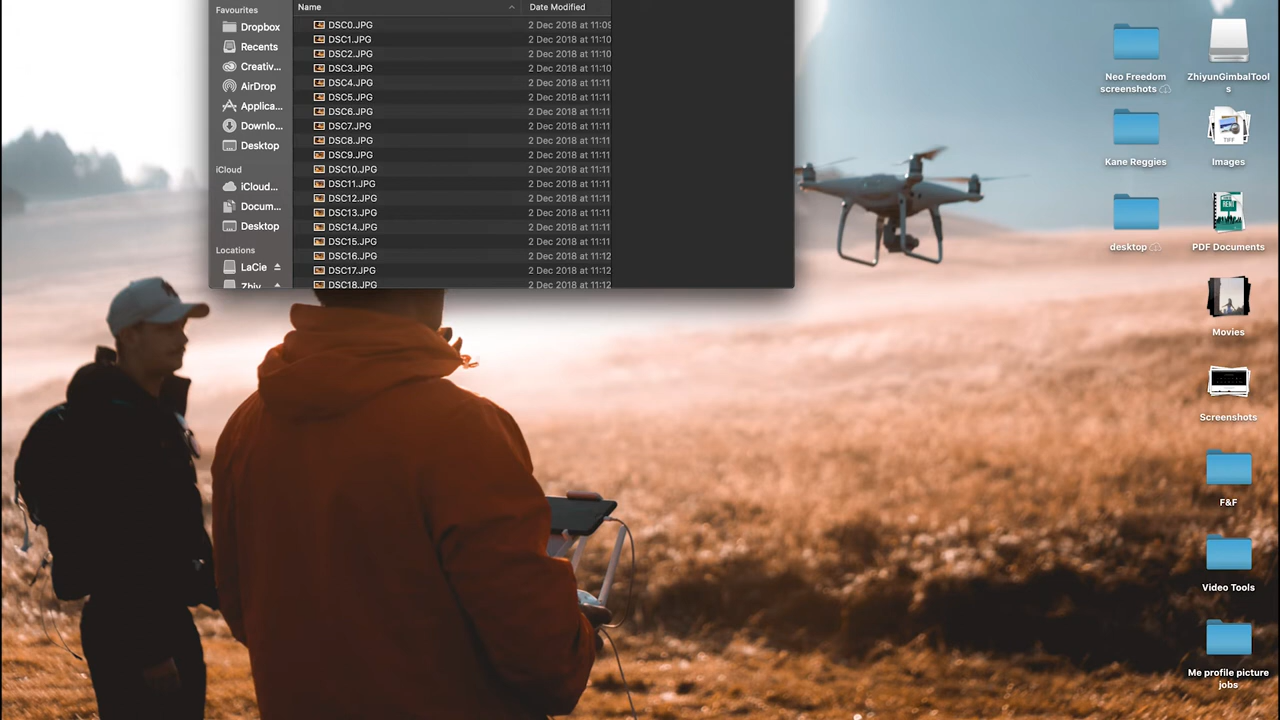 Favourites
Dropbox
Recents
Creativ...
AirDrop
Applica...
Downlo...
Desktop
iCloud
iCloud...
Docum...
Desktop
Locations
LaCie
Name
Date Modified
DSC0.JPG 2 Dec 2018 at 11:09
DSC1.JPG 2 Dec 2018 at 11:10
DSC2.JPG 2 Dec 2018 at 11:10
DSC3.JPG 2 Dec 2018 at 11:10
DSC4.JPG 2 Dec 2018 at 11:11
DSC5.JPG 2 Dec 2018 at 11:11
DSC6.JPG 2 Dec 2018 at 11:11
DSC7.JPG 2 Dec 2018 at 11:11
DSC8.JPG 2 Dec 2018 at 11:11
DSC9.JPG 2 Dec 2018 at 11:11
DSC10.JPG 2 Dec 2018 at 11:11
DSC11.JPG 2 Dec 2018 at 11:11
DSC12.JPG 2 Dec 2018 at 11:11
DSC13.JPG 2 Dec 2018 at 11:11
DSC14.JPG 2 Dec 2018 at 11:11
DSC15.JPG 2 Dec 2018 at 11:11
DSC16.JPG 2 Dec 2018 at 11:12
DSC17.JPG 2 Dec 2018 at 11:12
DSC18.JPG 2 Dec 2018 at 11:12
Neo Freedom
screenshots
Kane Reggies
desktop
ZhiyunGimbalTool
s
TIFF
Images
PDF Documents
Movies
Screenshots
F&F
Video Tools
Me profile picture
jobs